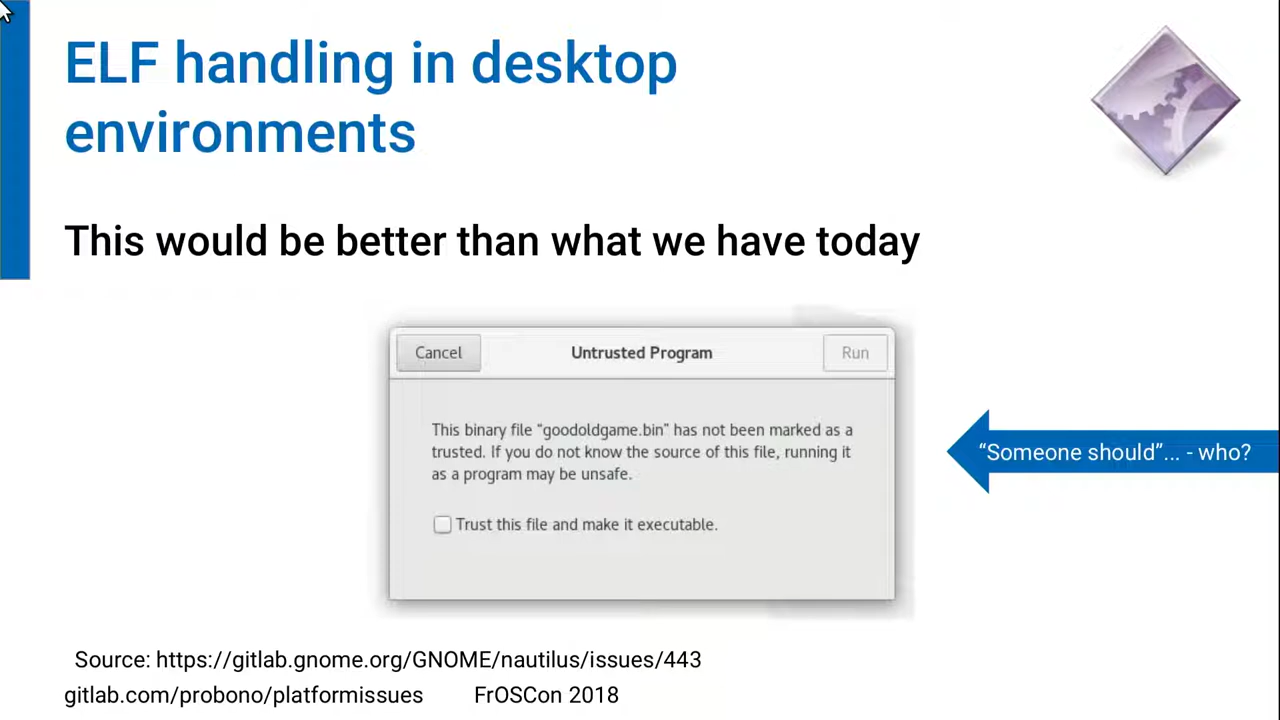 ELF handling in desktop
environments
This would be better than what we have today
Cancel
Untrusted Program
Run
This binary file “goodoldgame.bin” has not been marked as a
trusted. If you do not know the source of this file, running it
as a program may be unsafe.
Trust this file and make it executable.
“Someone should”... - who?
Source: https://gitlab.gnome.org/GNOME/nautilus/issues/443
gitlab.com/probono/platformissues
FrOSCon 2018